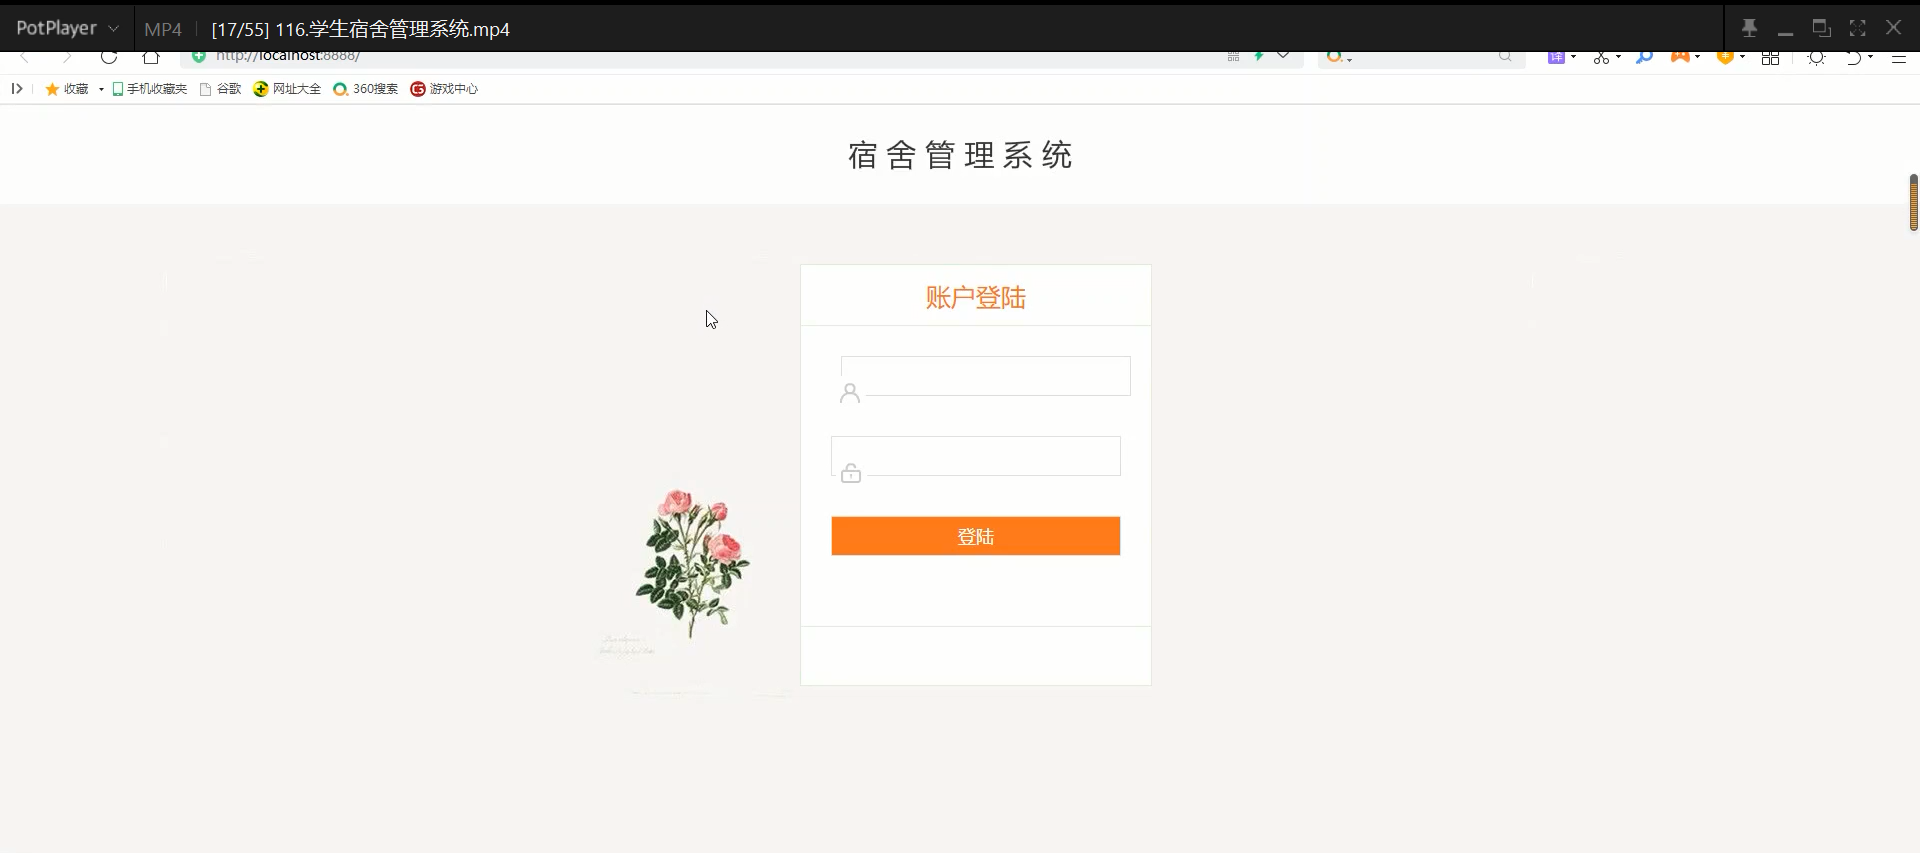 PotPlayer
MP4
[17/55] 116.学生宿舍管理系统.mp4
http://localhost:8888/
译
收藏
手机收藏夹
谷歌
网址大全
360搜索
游戏中心
宿舍管理系统
账户登陆
登陆